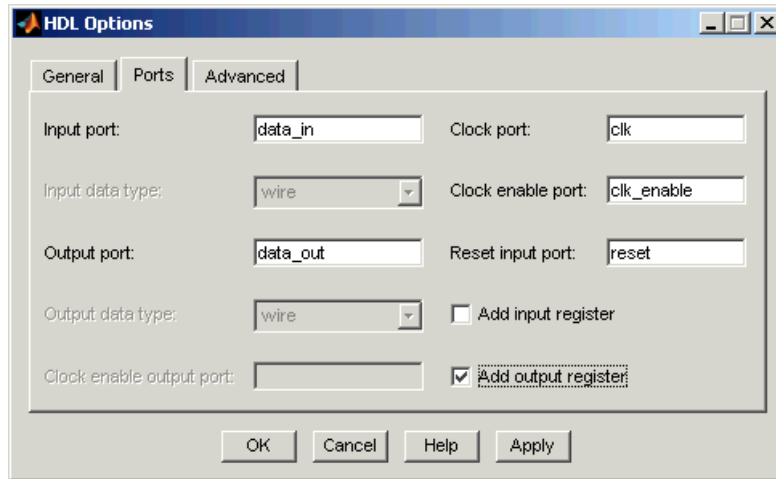 HDL Options
General Ports Advanced
Input port: data_in Clock port: clk
Input data type: wire Clock enable port: clk_enable
Output port: data_out Reset input port: reset
Output data type: wire Add input register
Clock enable output port: Add output register
OK Cancel Help Apply